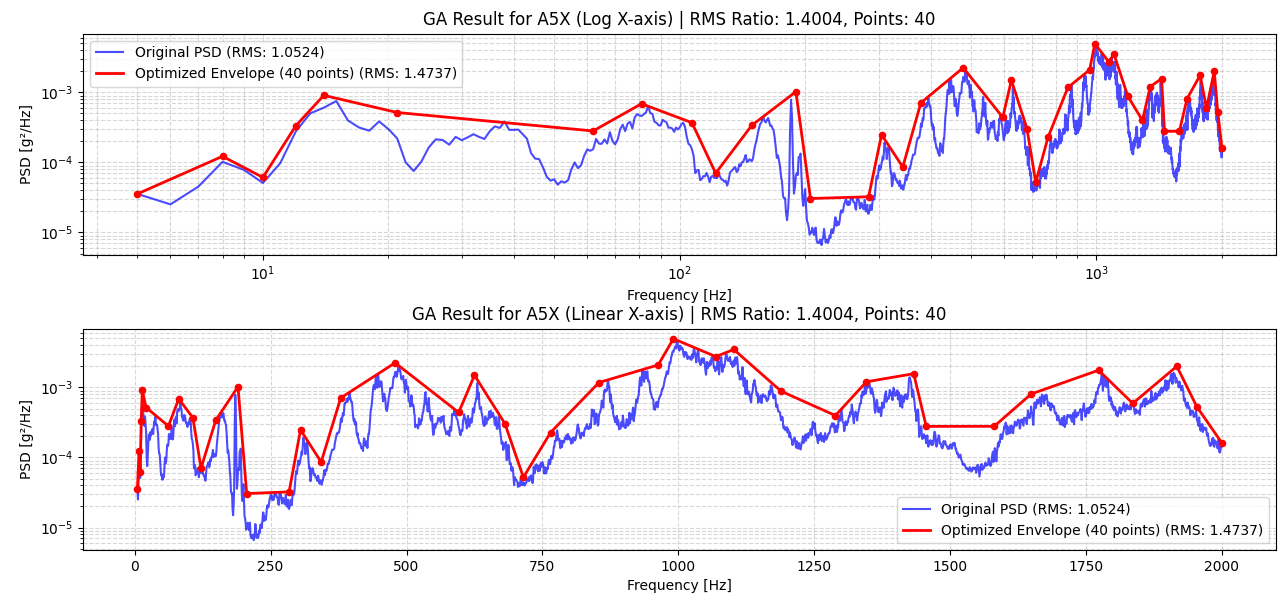 GA Result for A5X (Log X-axis) | RMS Ratio: 1.4004, Points: 40
Original PSD (RMS: 1.0524)
Optimized Envelope (40 points) (RMS: 1.4737)
PSD [g²/Hz]
10⁻³
10⁻⁴
10⁻⁵
10¹ 10² 10³
Frequency [Hz]
GA Result for A5X (Linear X-axis) | RMS Ratio: 1.4004, Points: 40
PSD [g²/Hz]
10⁻³
10⁻⁴
10⁻⁵
Original PSD (RMS: 1.0524)
Optimized Envelope (40 points) (RMS: 1.4737)
0 250 500 750 1000 1250 1500 1750 2000
Frequency [Hz]